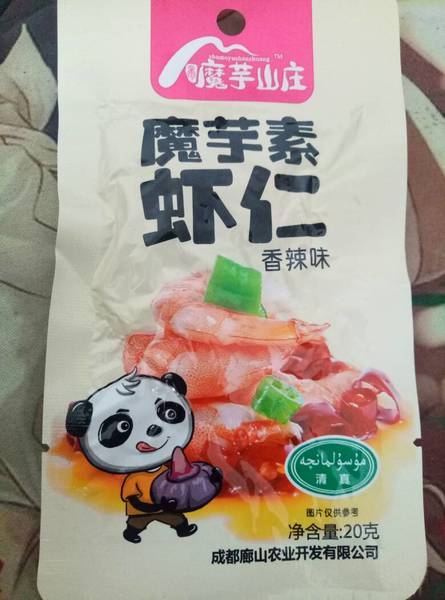 shumoyushanzhuang TM
魔芋山庄
魔芋素
虾仁
香辣味
مۇسۇلمانچە
清真
图片仅供参考
净含量:20克
成都廊山农业开发有限公司